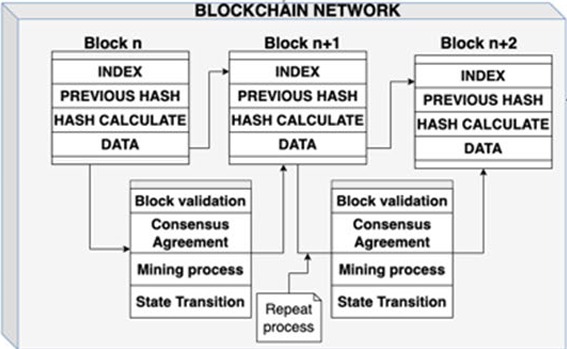 BLOCKCHAIN NETWORK
Block n
INDEX
PREVIOUS HASH
HASH CALCULATE
DATA
Block n+1
INDEX
PREVIOUS HASH
HASH CALCULATE
DATA
Block n+2
INDEX
PREVIOUS HASH
HASH CALCULATE
DATA
Block validation
Consensus
Agreement
Mining process
State Transition
Repeat
process
Block validation
Consensus
Agreement
Mining process
State Transition